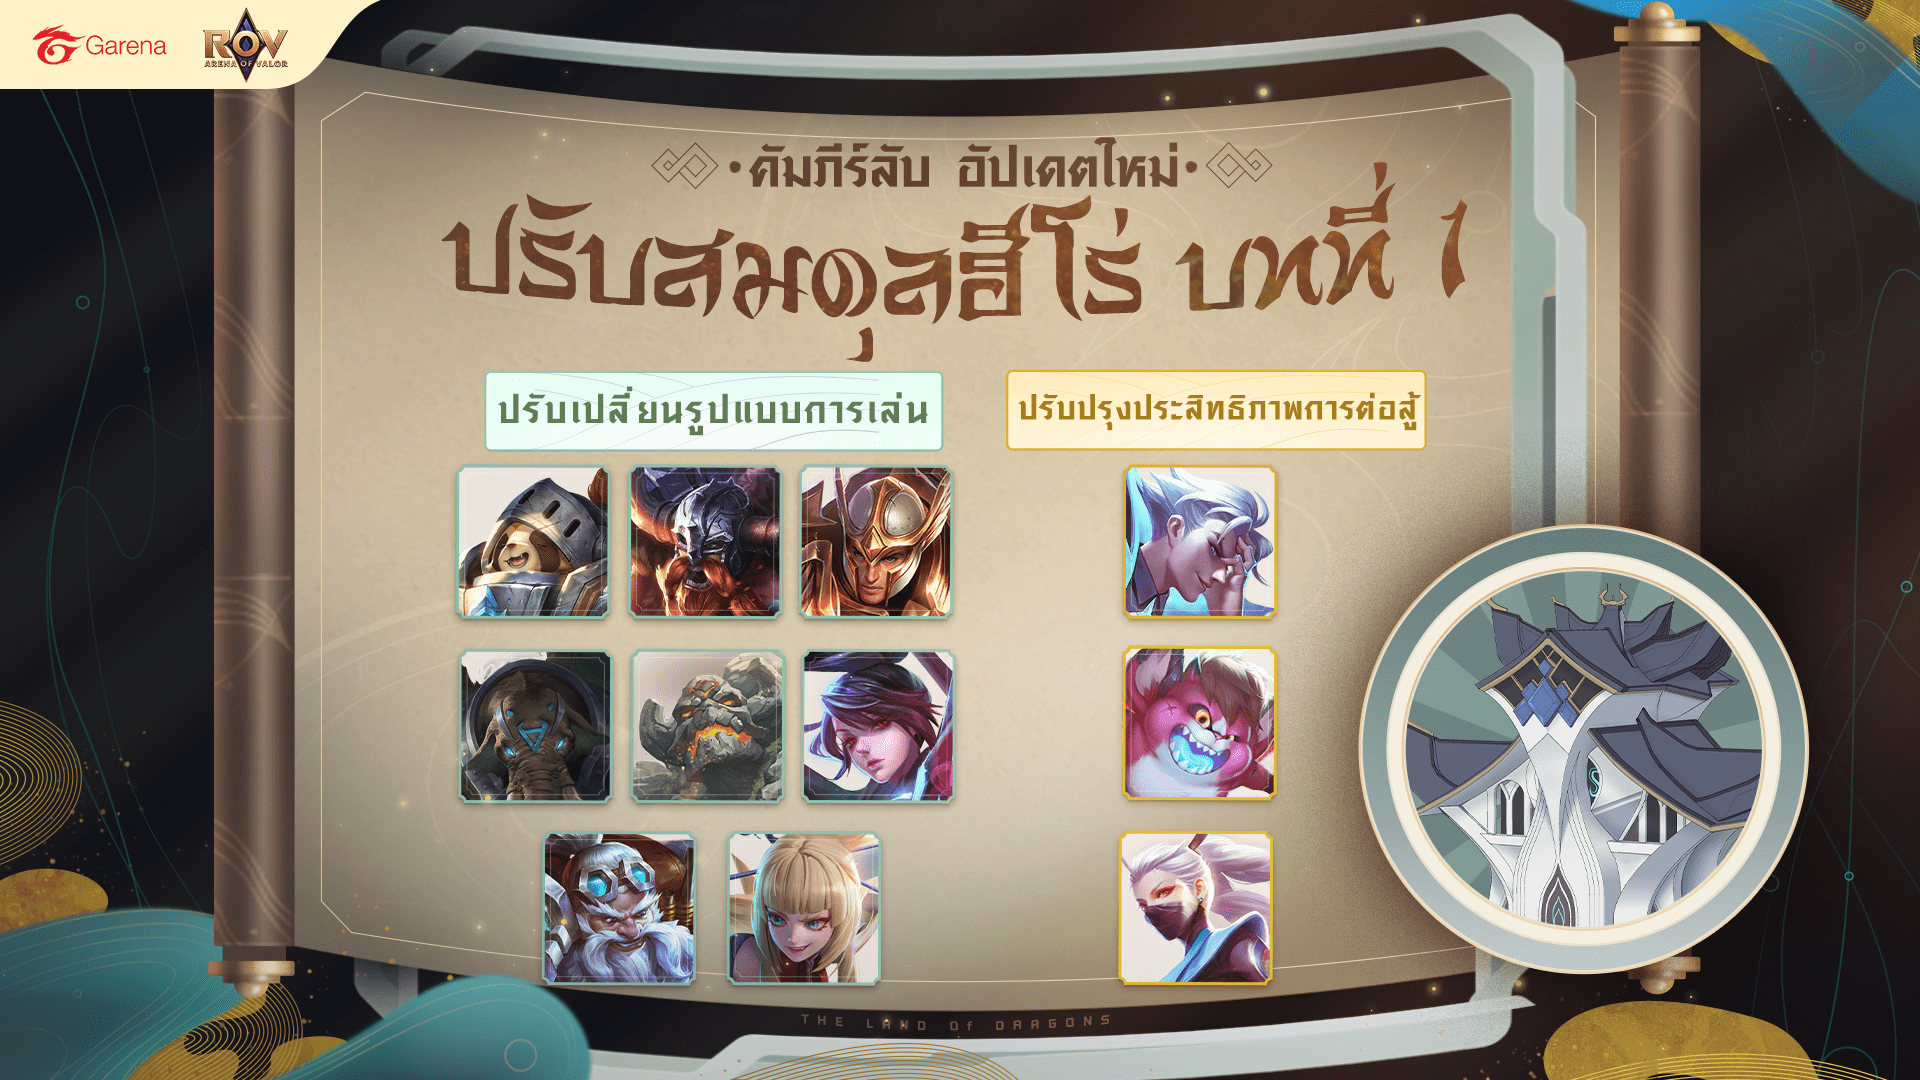 Garena
ROV
ARENA OF VALOR
คัมภีร์ลับ อัปเดตใหม่
ปรับสมดุลฮีโร่ บทที่ 1
ปรับเปลี่ยนรูปแบบการเล่น
ปรับปรุงประสิทธิภาพการต่อสู้
THE LAND Of DRAGONS